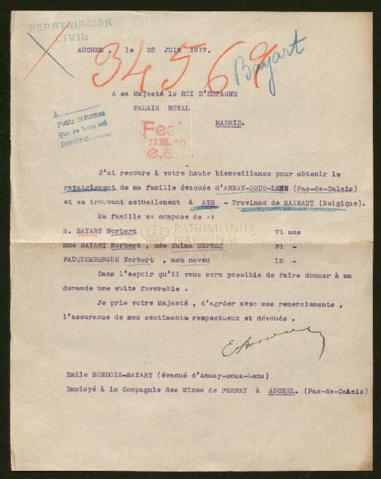 REPATRIACION
CIVIL
AUCHEL, le 28 JUIN 1917.
34569
Bayart
A sa Majesté le ROI D'ESPAGNE
PALAIS ROYAL
MADRID.
J'ai recours à votre haute bienveillance pour obtenir le
rapatriement de ma famille évacuée d'ANNAY-SOUS-LENS (Pas-de-Calais)
et se trouvant actuellement à ATH - Province de HAINAUT (Belgique).
Ma famille se compose de -:
M. BAYART Norbert 71 ans
Mme BAYART Norbert, née Zulma DEPREZ 61 -
FAUQUEMBERGUE Norbert, mon neveu 12 -
PATRIMONIO
NACIONAL
Dans l'espoir qu'il vous sera possible de faire donner à ma
demande une suite favorable.
Je prie votre Majesté, d'agréer avec mes remerciements,
l'assurance de mes sentiments respectueux et dévoués.
Emile BONDOIS-BAYART (évacué d'Annay-sous-Lens)
Employé à la Compagnie des Mines de FERFAY à AUCHEL. (Pas-de-Calais)